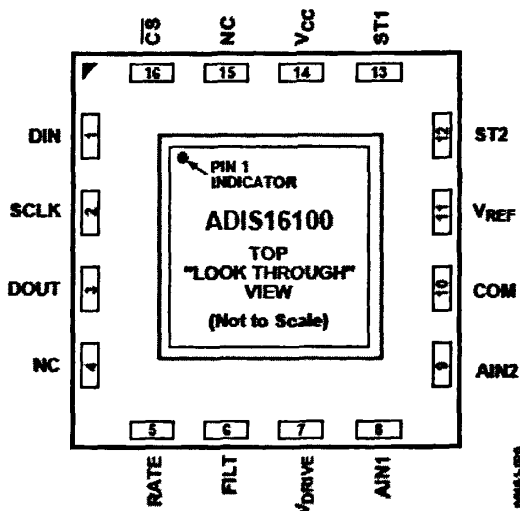 CS NC VCC ST1
16 15 14 13
DIN 1
12 ST2
SCLK 2
11 VREF
DOUT 3
10 COM
NC 4
9 AIN2
PIN 1
INDICATOR
ADIS16100
TOP
"LOOK THROUGH"
VIEW
(Not to Scale)
5 6 7 8
RATE FILT VDRIVE AIN1